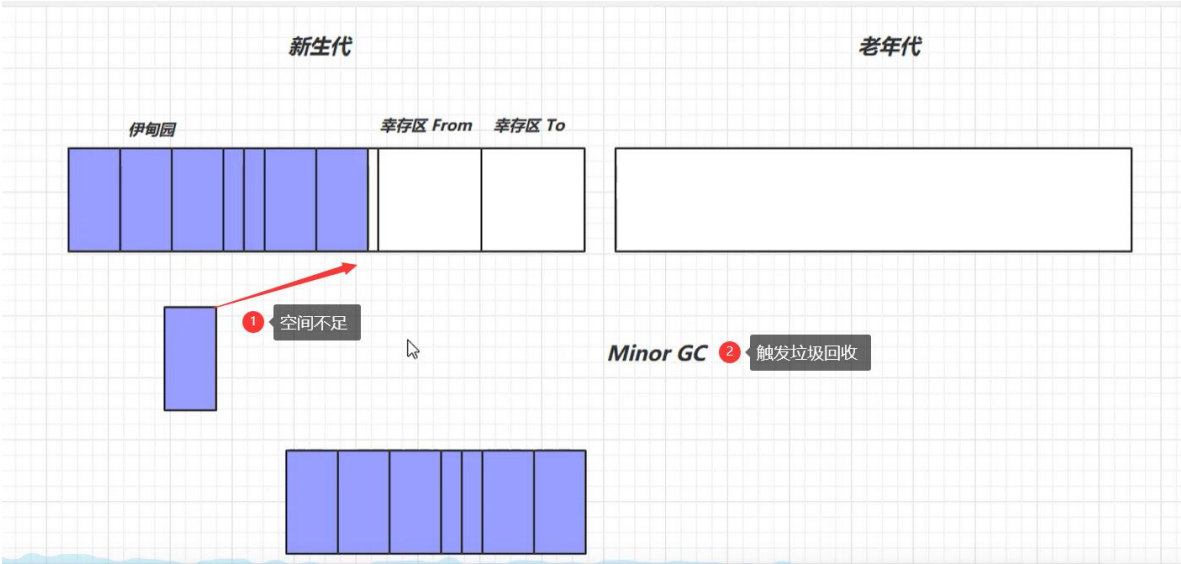 新生代
老年代
伊甸园
幸存区 From
幸存区 To
1 空间不足
Minor GC 2 触发垃圾回收